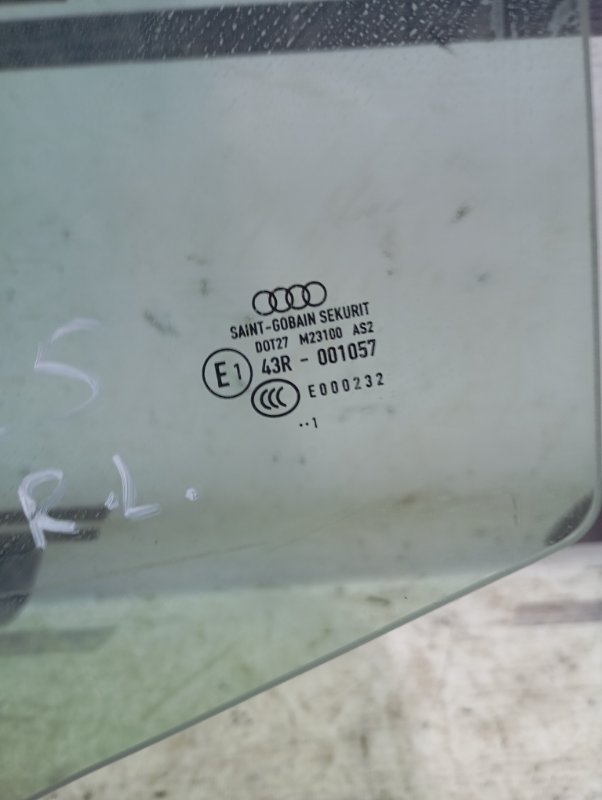 SAINT-GOBAIN SEKURIT
DOT27 M23100 AS2
E1 43R - 001057
CCC E000232
··1
5
R.L.